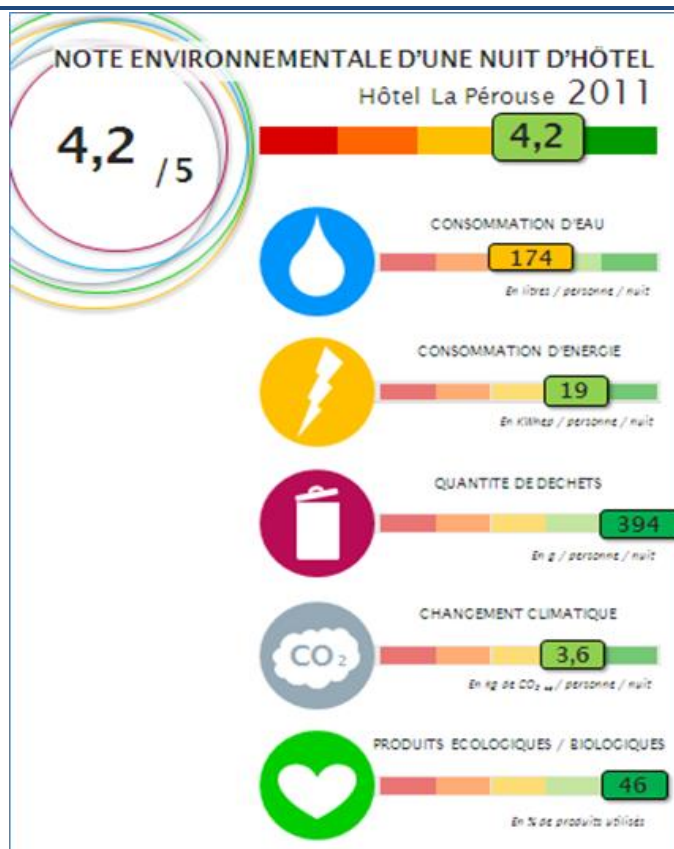 NOTE ENVIRONNEMENTALE D'UNE NUIT D'HÔTEL
Hôtel La Pérouse 2011
4,2 /5
4,2
CONSOMMATION D'EAU
174
En litres / personne / nuit
CONSOMMATION D'ENERGIE
19
En KWhep / personne / nuit
QUANTITE DE DECHETS
394
En g / personne / nuit
CHANGEMENT CLIMATIQUE
CO2
3,6
En kg de CO2 / personne / nuit
PRODUITS ECOLOGIQUES / BIOLOGIQUES
46
En % de produits utilisés